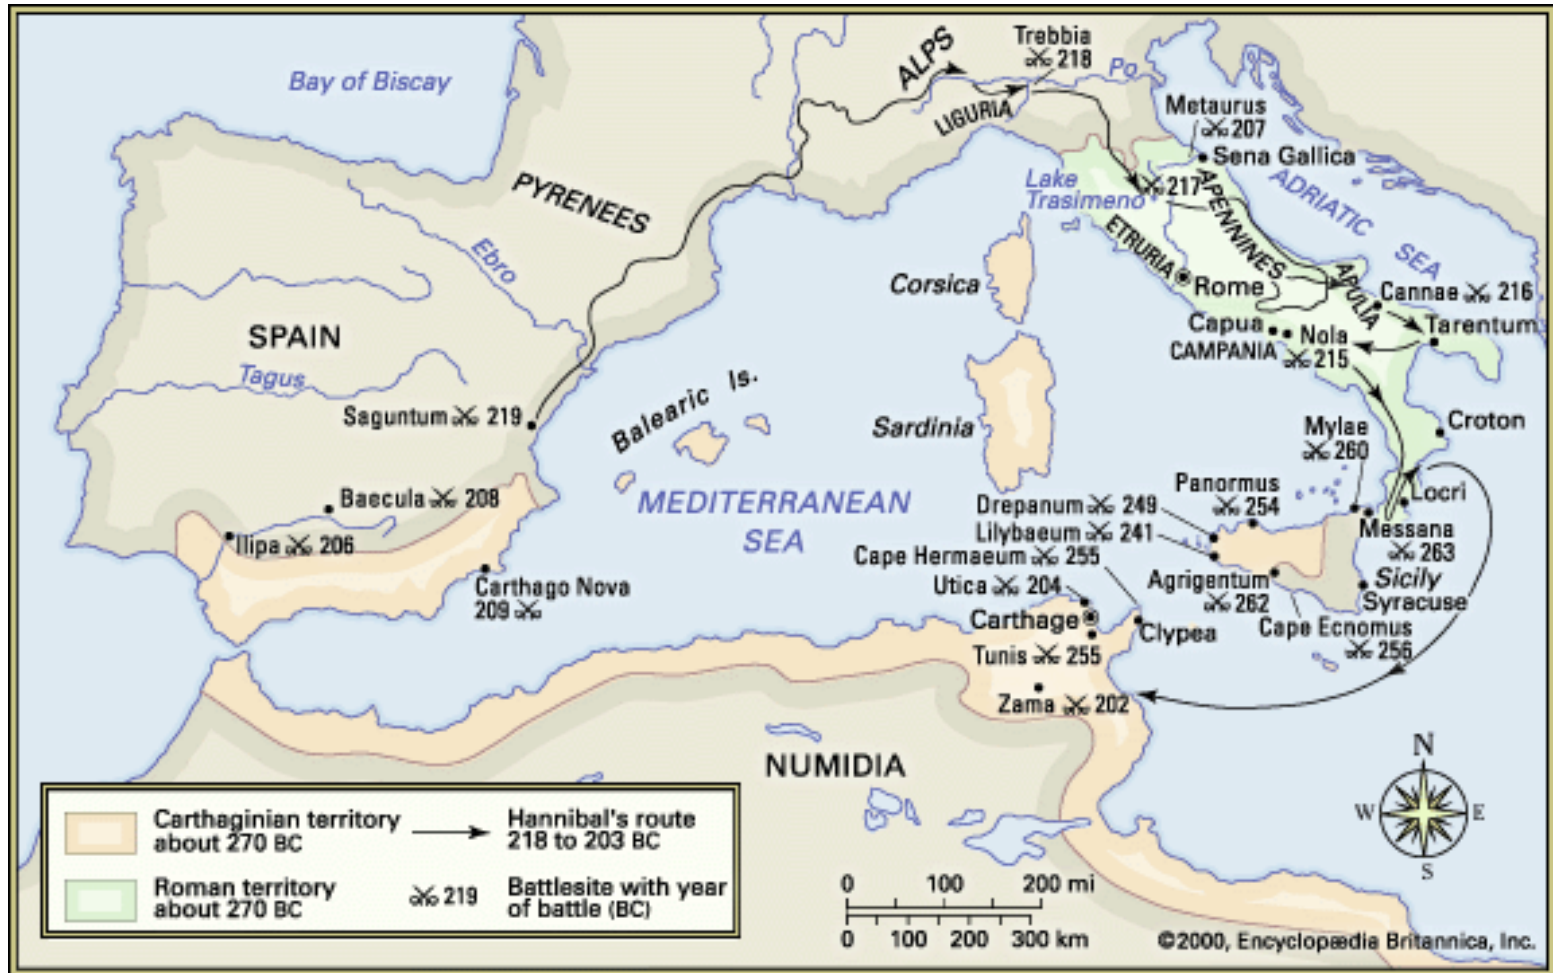 Bay of Biscay
PYRENEES
Ebro
SPAIN
Tagus
Saguntum 219
Baecula 208
Ilipa 206
Carthago Nova
209
ALPS
LIGURIA
Trebbia
218
Po
Metaurus
207
Sena Gallica
Lake
Trasimeno
217
APENNINES
ADRIATIC
SEA
ETRURIA
Rome
APULIA
Cannae 216
Capua
Nola
Tarentum
CAMPANIA
215
Corsica
Sardinia
Balearic Is.
MEDITERRANEAN
SEA
Croton
Mylae
260
Locri
Panormus
254
Drepanum 249
Lilybaeum 241
Messana
263
Cape Hermaeum 255
Utica 204
Agrigentum
262
Sicily
Syracuse
Carthage
Clypea
Cape Ecnomus
256
Tunis 255
Zama 202
NUMIDIA
N
W
E
S
Carthaginian territory
about 270 BC
Hannibal's route
218 to 203 BC
Roman territory
about 270 BC
219
Battlesite with year
of battle (BC)
0 100 200 mi
0 100 200 300 km
©2000, Encyclopædia Britannica, Inc.